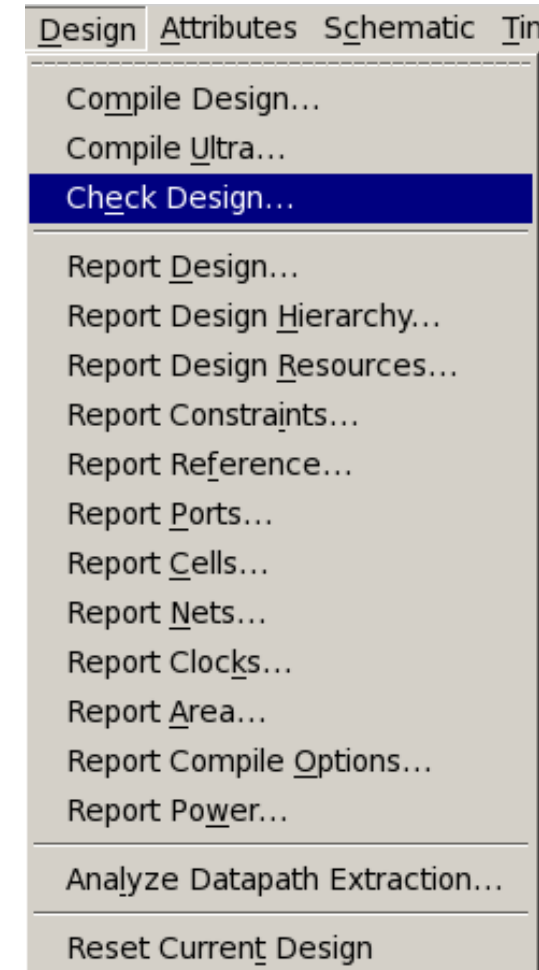 Design Attributes Schematic Tin
Compile Design...
Compile Ultra...
Check Design...
Report Design...
Report Design Hierarchy...
Report Design Resources...
Report Constraints...
Report Reference...
Report Ports...
Report Cells...
Report Nets...
Report Clocks...
Report Area...
Report Compile Options...
Report Power...
Analyze Datapath Extraction...
Reset Current Design